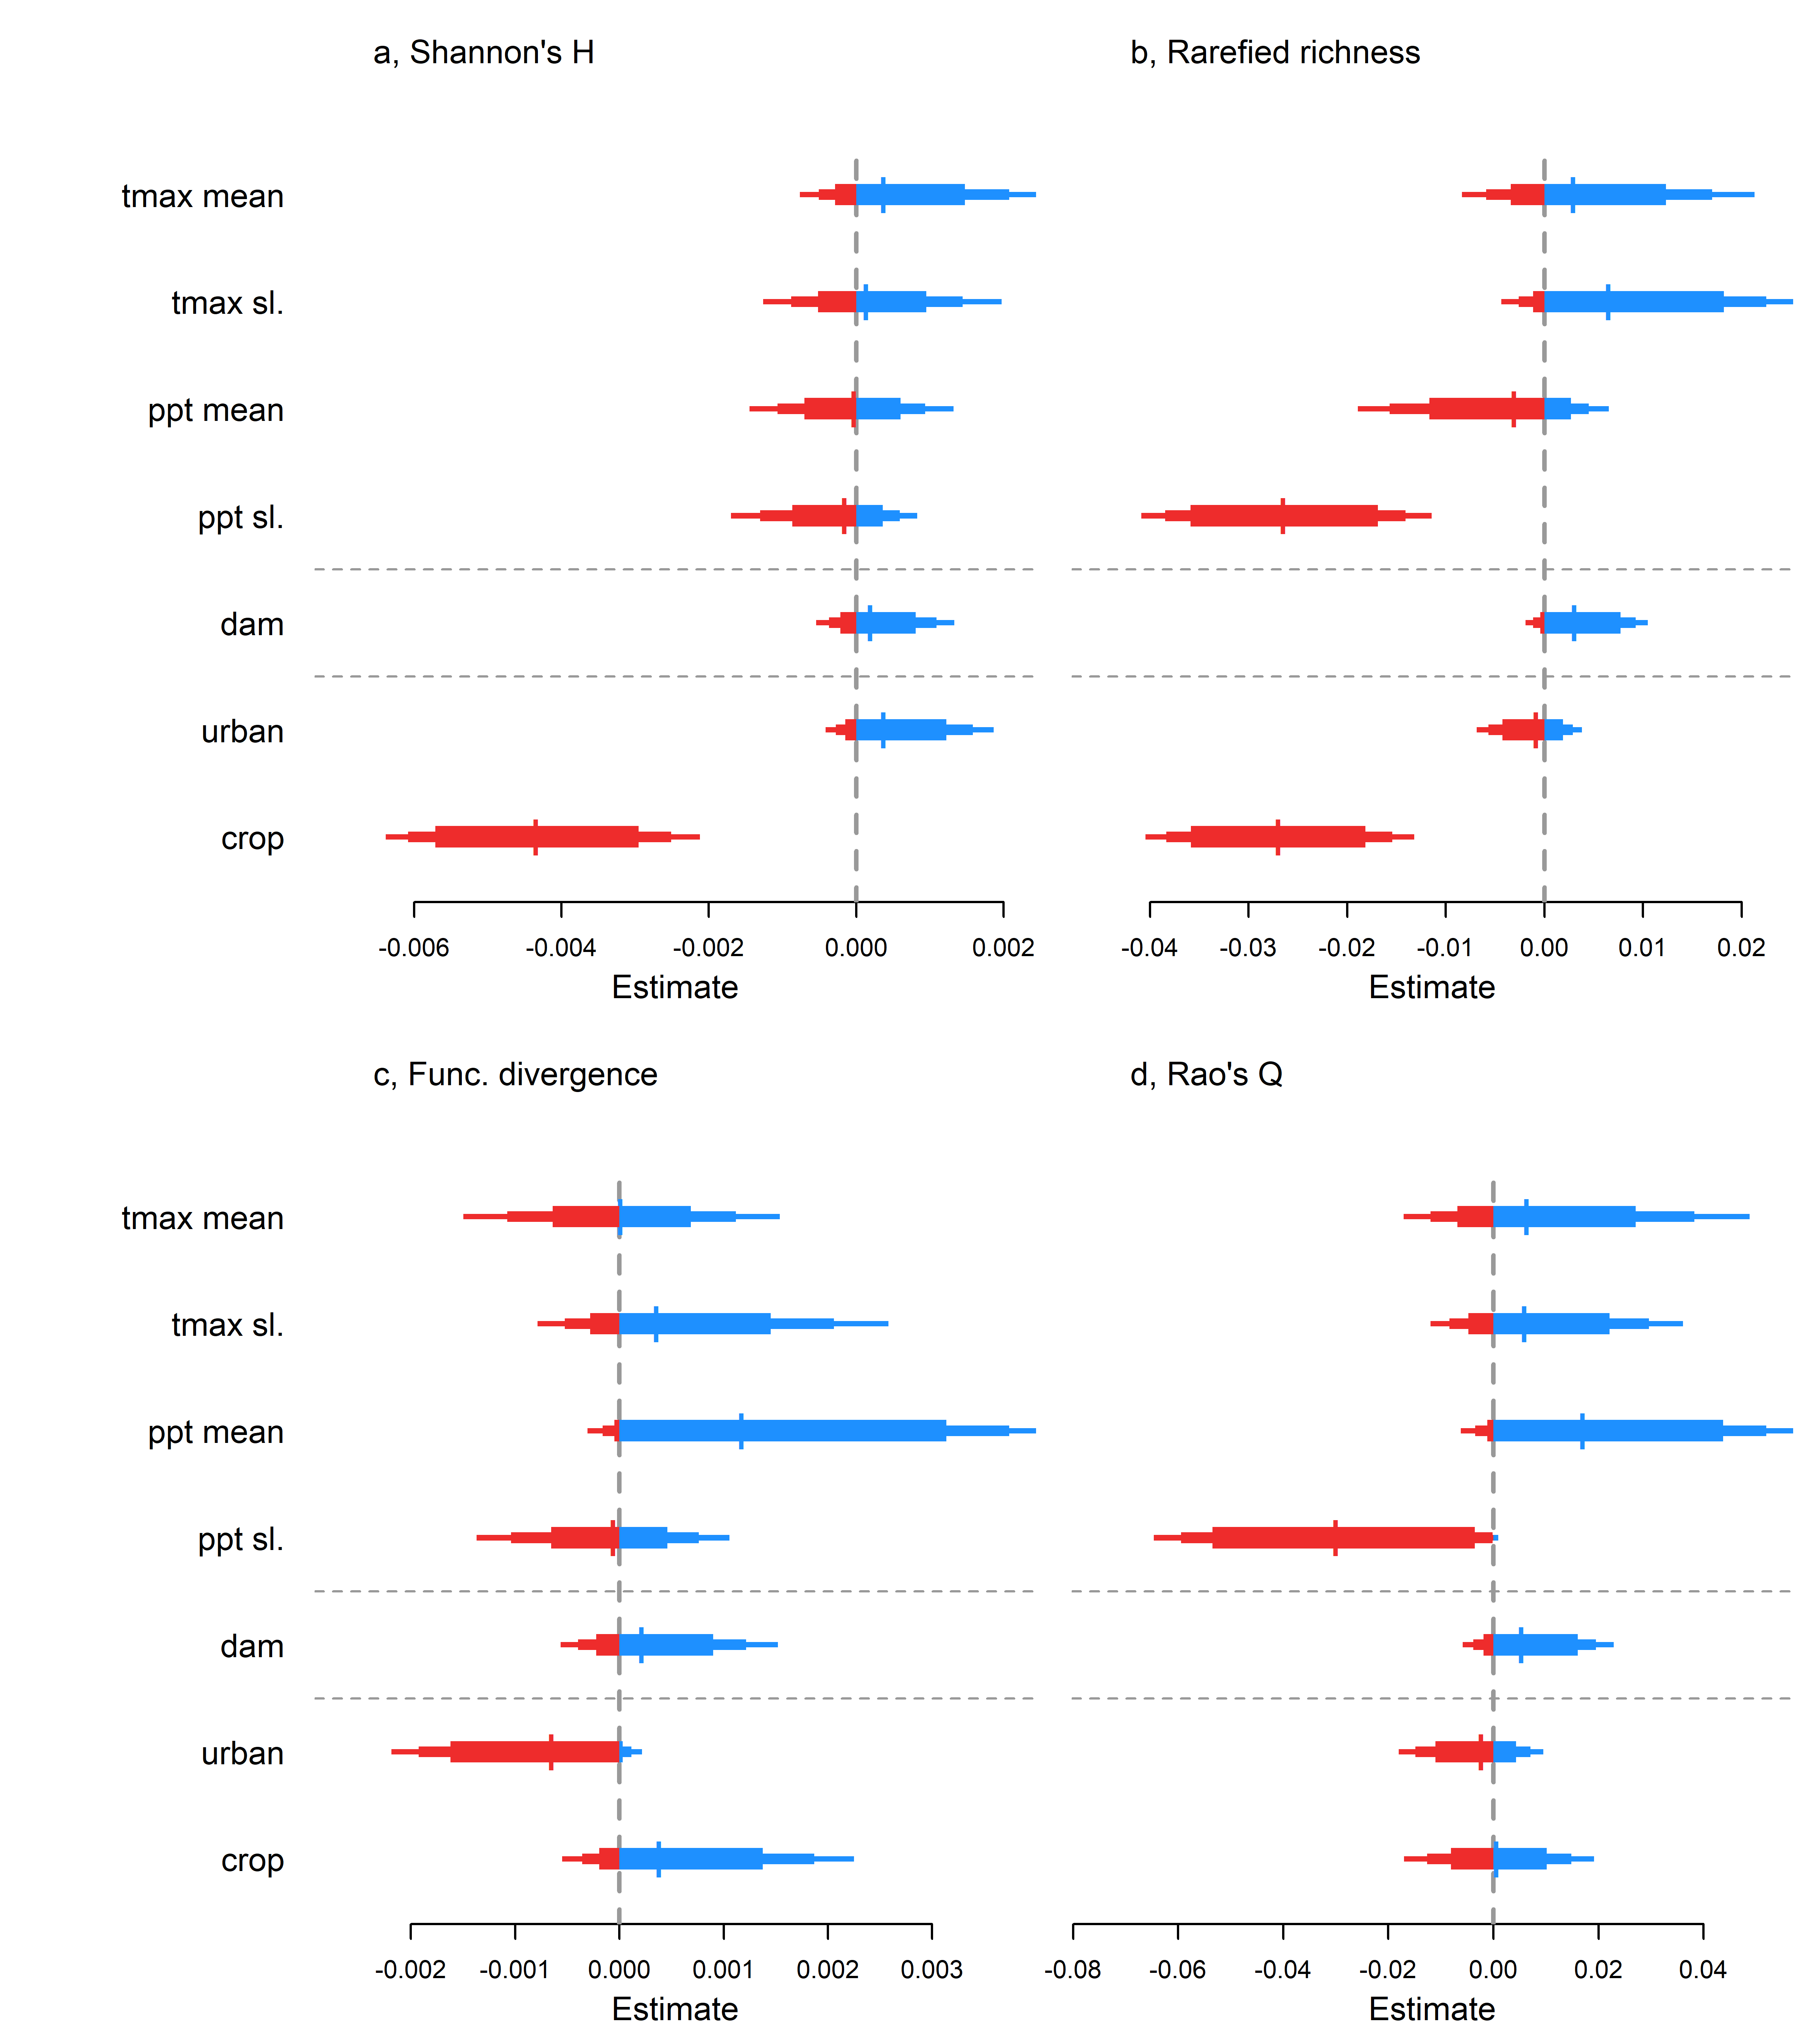 a, Shannon's H
b, Rarefied richness
tmax mean
tmax sl.
ppt mean
ppt sl.
dam
urban
crop
-0.006 -0.004 -0.002 0.000 0.002
Estimate
-0.04 -0.03 -0.02 -0.01 0.00 0.01 0.02
Estimate
c, Func. divergence
d, Rao's Q
tmax mean
tmax sl.
ppt mean
ppt sl.
dam
urban
crop
-0.002 -0.001 0.000 0.001 0.002 0.003
Estimate
-0.08 -0.06 -0.04 -0.02 0.00 0.02 0.04
Estimate